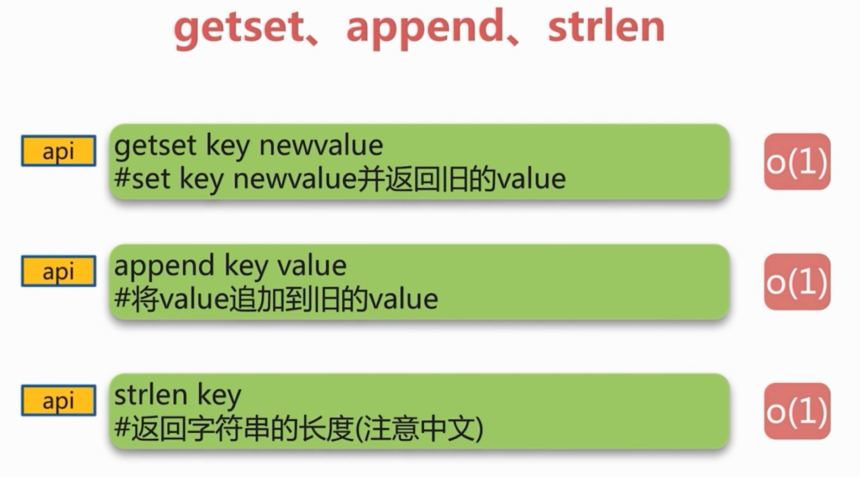 getset、append、strlen
api
getset key newvalue
#set key newvalue并返回旧的value
o(1)
api
append key value
#将value追加到旧的value
o(1)
api
strlen key
#返回字符串的长度(注意中文)
o(1)